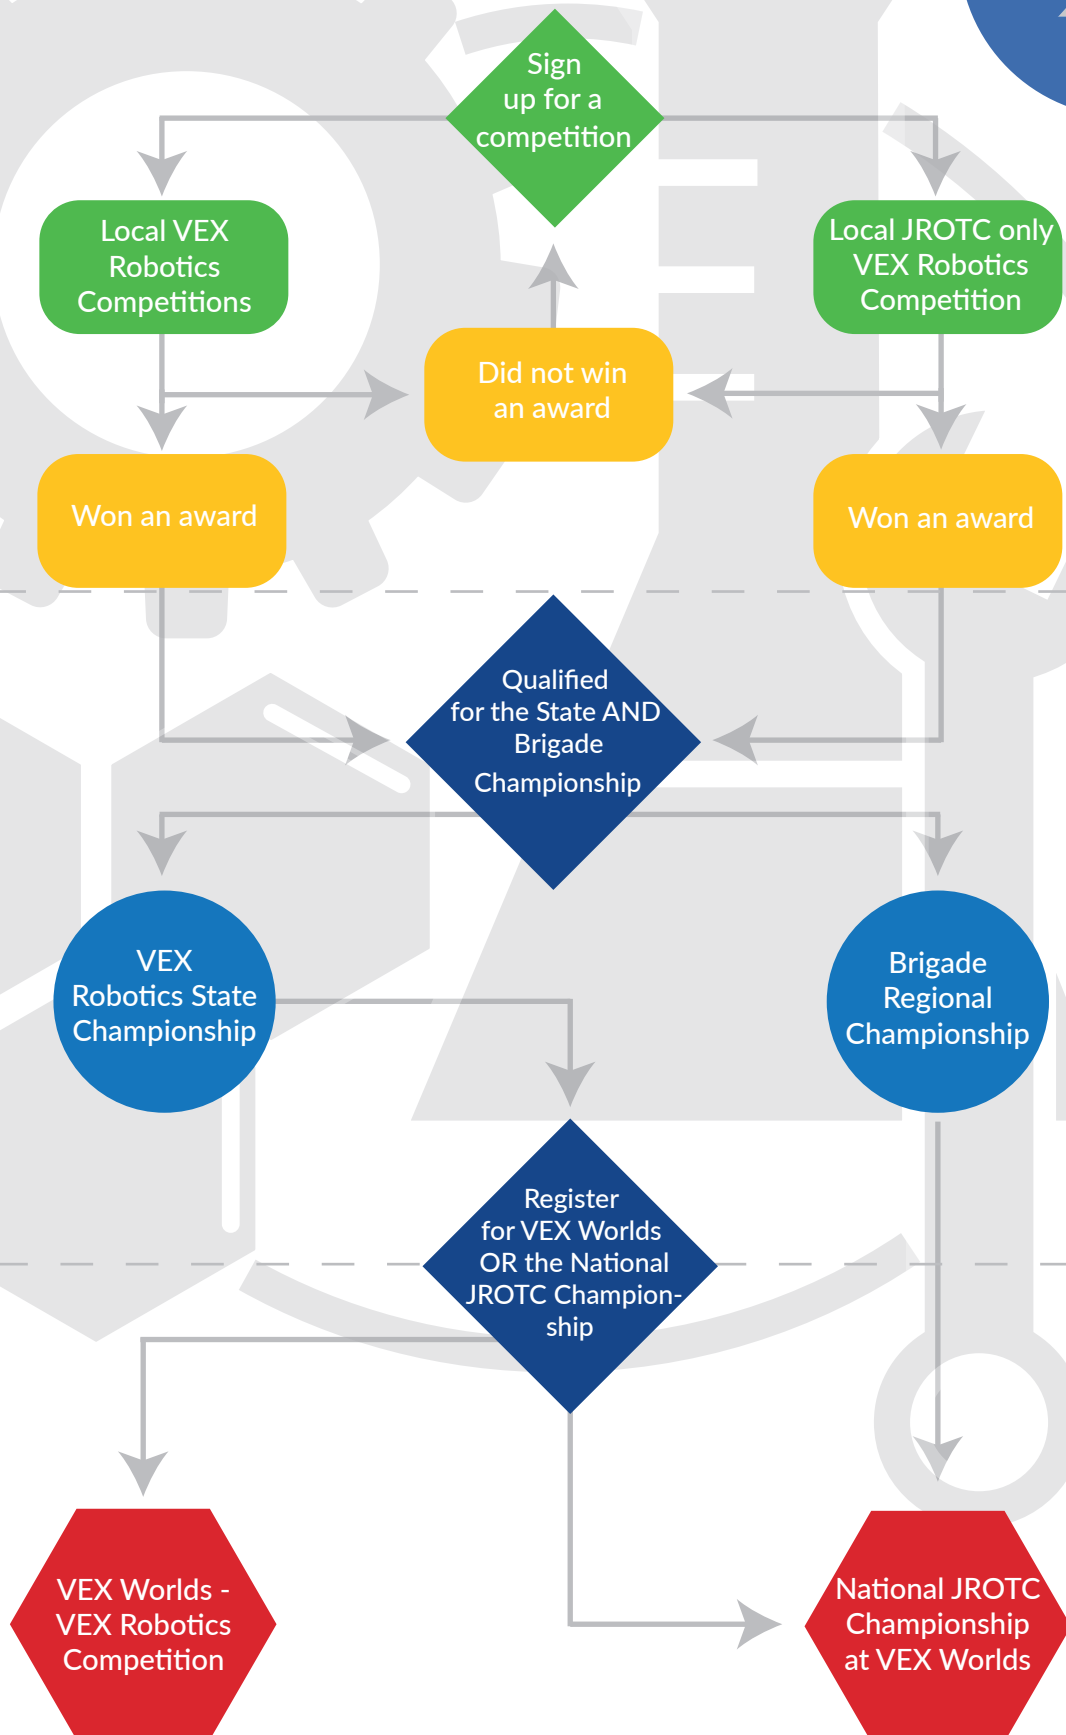 Sign
up for a
competition
Local VEX
Robotics
Competitions
Local JROTC only
VEX Robotics
Competition
Did not win
an award
Won an award
Won an award
Qualified
for the State AND
Brigade
Championship
VEX
Robotics State
Championship
Brigade
Regional
Championship
Register
for VEX Worlds
OR the National
JROTC Champion-
ship
VEX Worlds -
VEX Robotics
Competition
National JROTC
Championship
at VEX Worlds